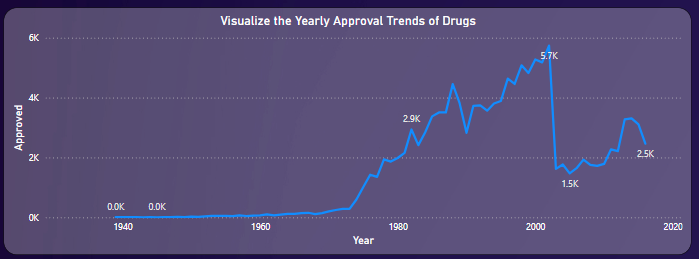 Visualize the Yearly Approval Trends of Drugs
6K
5.7K
4K
Approved
2.9K
2K
2.5K
1.5K
0.0K 0.0K
0K
1940 1960 1980 2000 2020
Year